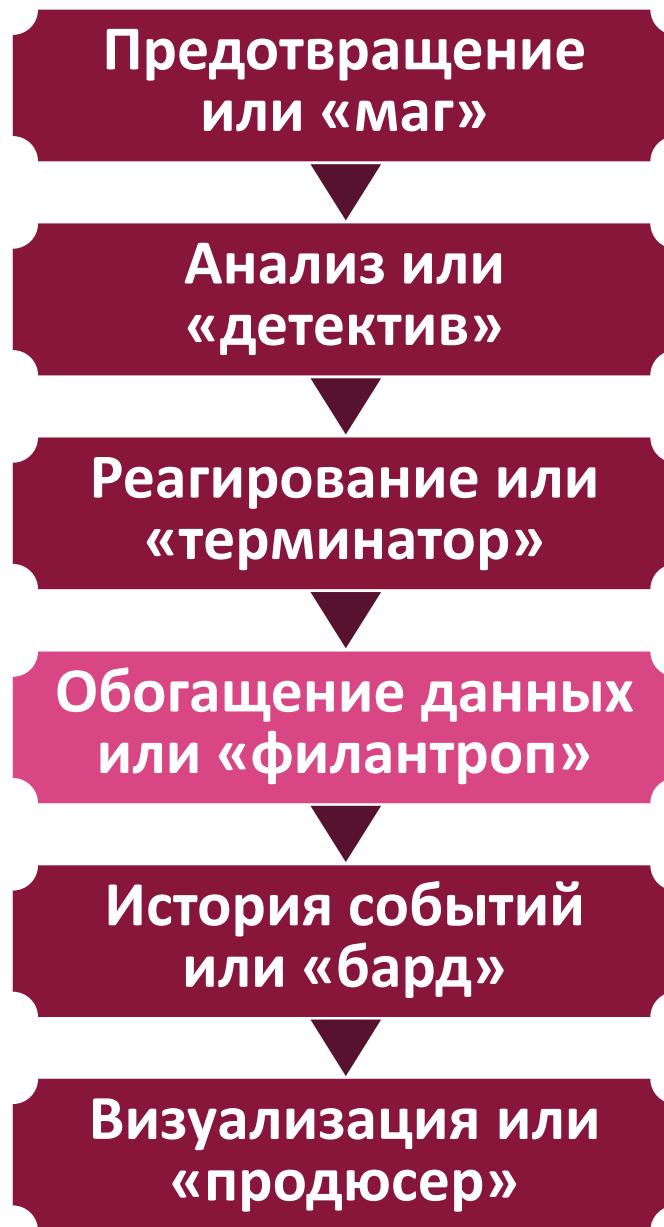 Предотвращение
или «маг»
Анализ или
«детектив»
Реагирование или
«терминатор»
Обогащение данных
или «филантроп»
История событий
или «бард»
Визуализация или
«продюсер»